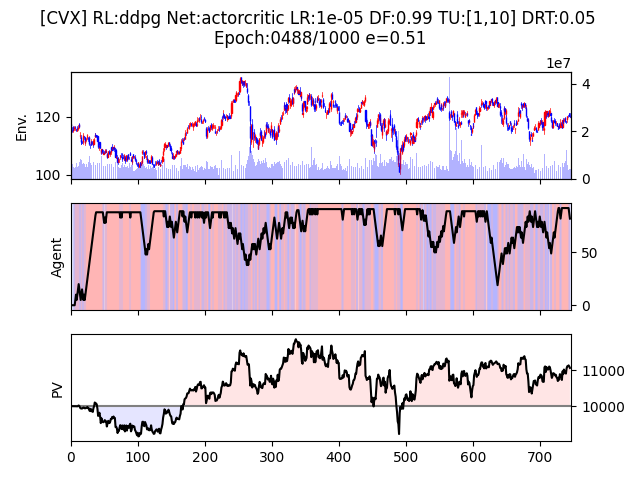 [CVX] RL:ddpg Net:actorcritic LR:1e-05 DF:0.99 TU:[1,10] DRT:0.05
Epoch:0488/1000 e=0.51
1e7
Env.
120
100
4
2
0
Agent
50
0
PV
11000
10000
0 100 200 300 400 500 600 700